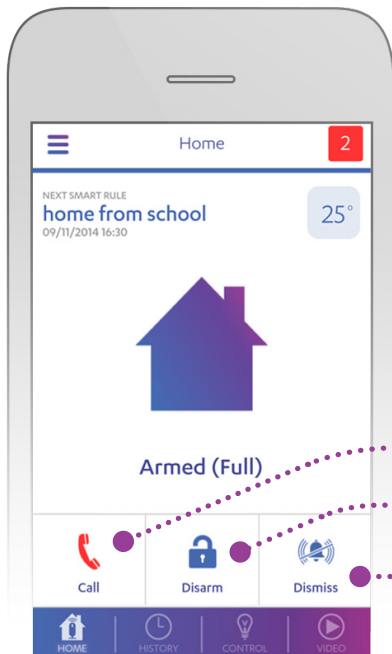 Home
2
NEXT SMART RULE
home from school
09/11/2014 16:30
25°
Armed (Full)
Call
Disarm
Dismiss
HOME
HISTORY
CONTROL
VIDEO